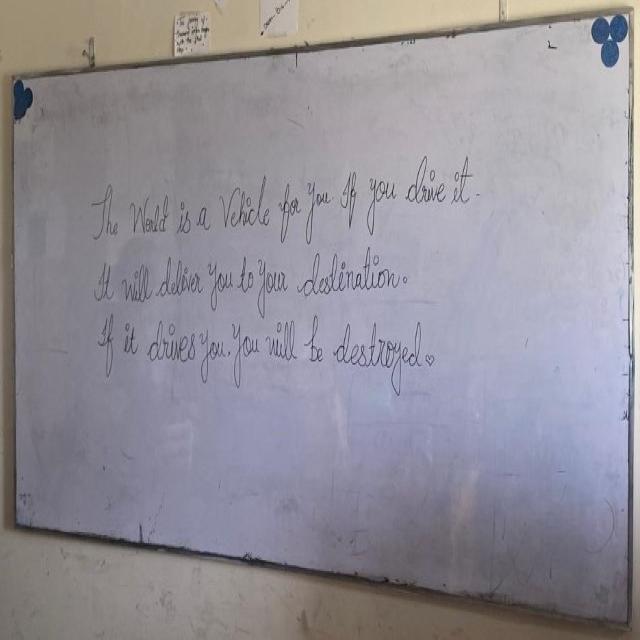 The World is a Vehicle for You If you drive it.
It will deliver You to Your destination.
If it drives You. You will be destroyed.